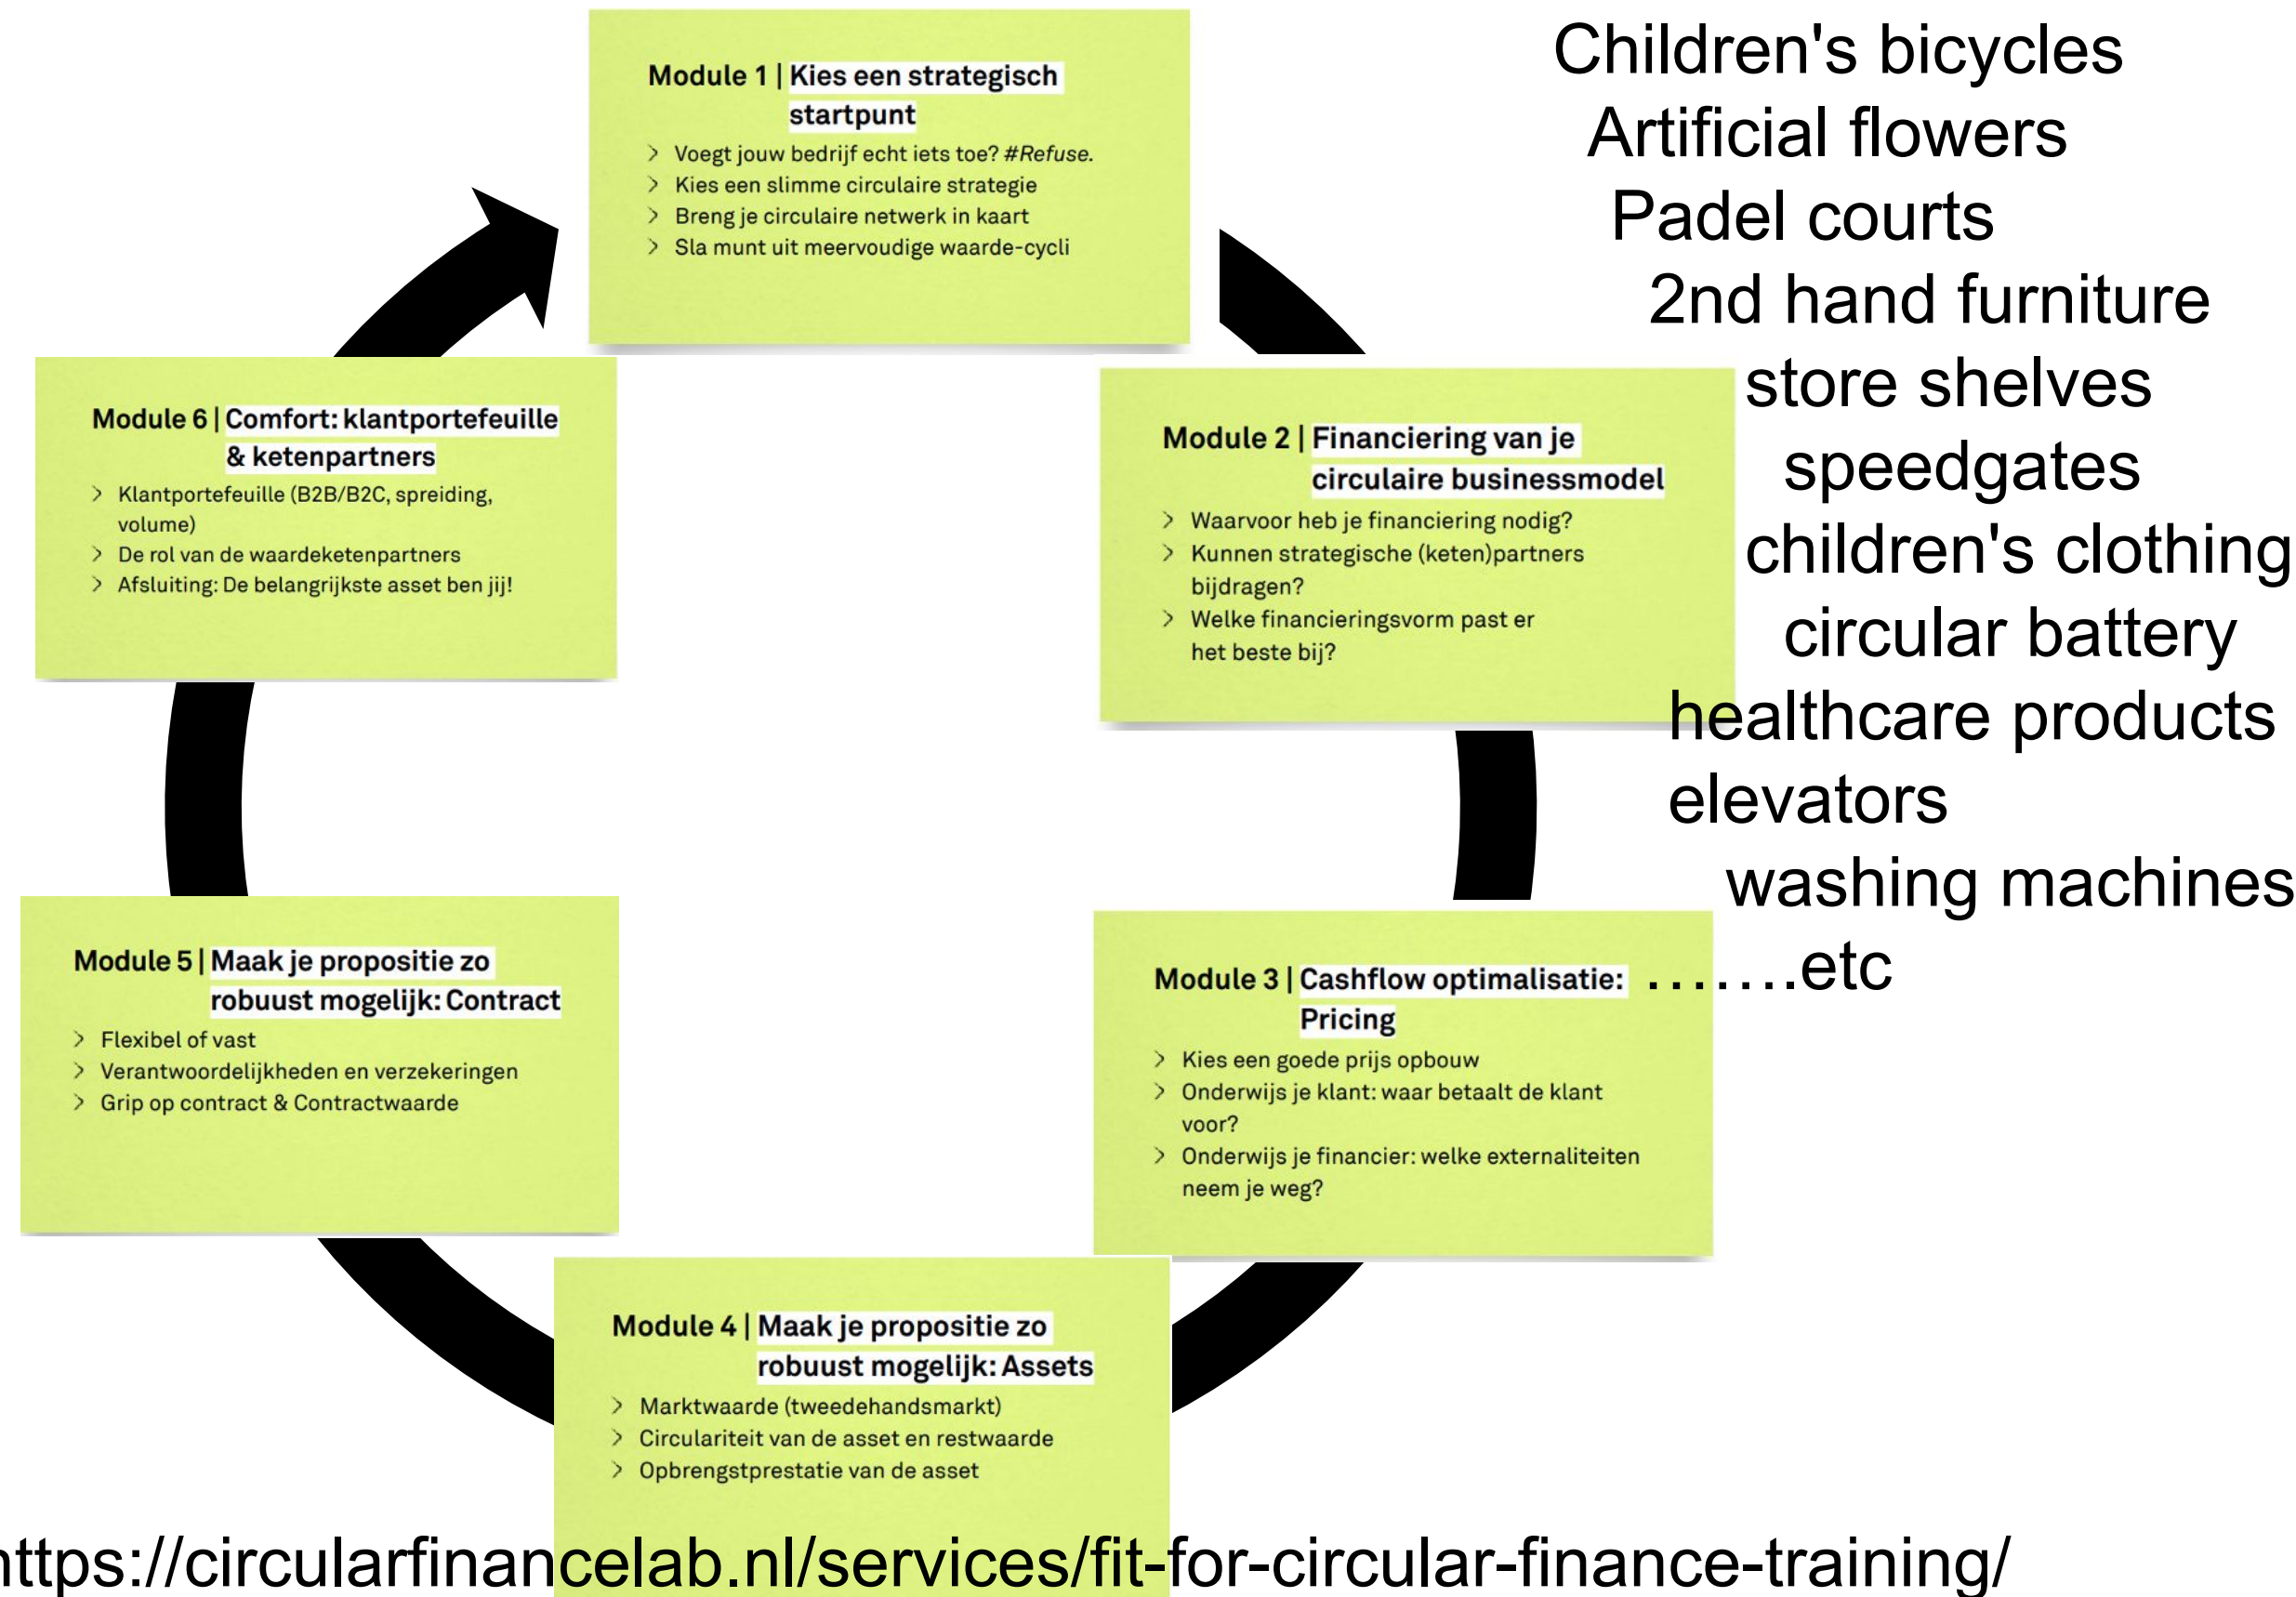 Module 1 | Kies een strategisch
startpunt
> Voegt jouw bedrijf echt iets toe? #Refuse.
> Kies een slimme circulaire strategie
> Breng je circulaire netwerk in kaart
> Sla munt uit meervoudige waarde-cycli
Module 2 | Financiering van je
circulaire businessmodel
> Waarvoor heb je financiering nodig?
> Kunnen strategische (keten)partners
bijdragen?
> Welke financieringsvorm past er
het beste bij?
Module 3 | Cashflow optimalisatie:
Pricing
> Kies een goede prijs opbouw
> Onderwijs je klant: waar betaalt de klant
voor?
> Onderwijs je financier: welke externaliteiten
neem je weg?
Module 4 | Maak je propositie zo
robuust mogelijk: Assets
> Marktwaarde (tweedehandsmarkt)
> Circulariteit van de asset en restwaarde
> Opbrengstprestatie van de asset
Module 5 | Maak je propositie zo
robuust mogelijk: Contract
> Flexibel of vast
> Verantwoordelijkheden en verzekeringen
> Grip op contract & Contractwaarde
Module 6 | Comfort: klantportefeuille
& ketenpartners
> Klantportefeuille (B2B/B2C, spreiding,
volume)
> De rol van de waardeketenpartners
> Afsluiting: De belangrijkste asset ben jij!
Children's bicycles
Artificial flowers
Padel courts
2nd hand furniture
store shelves
speedgates
children's clothing
circular battery
healthcare products
elevators
washing machines
…….etc
https://circularfinancelab.nl/services/fit-for-circular-finance-training/